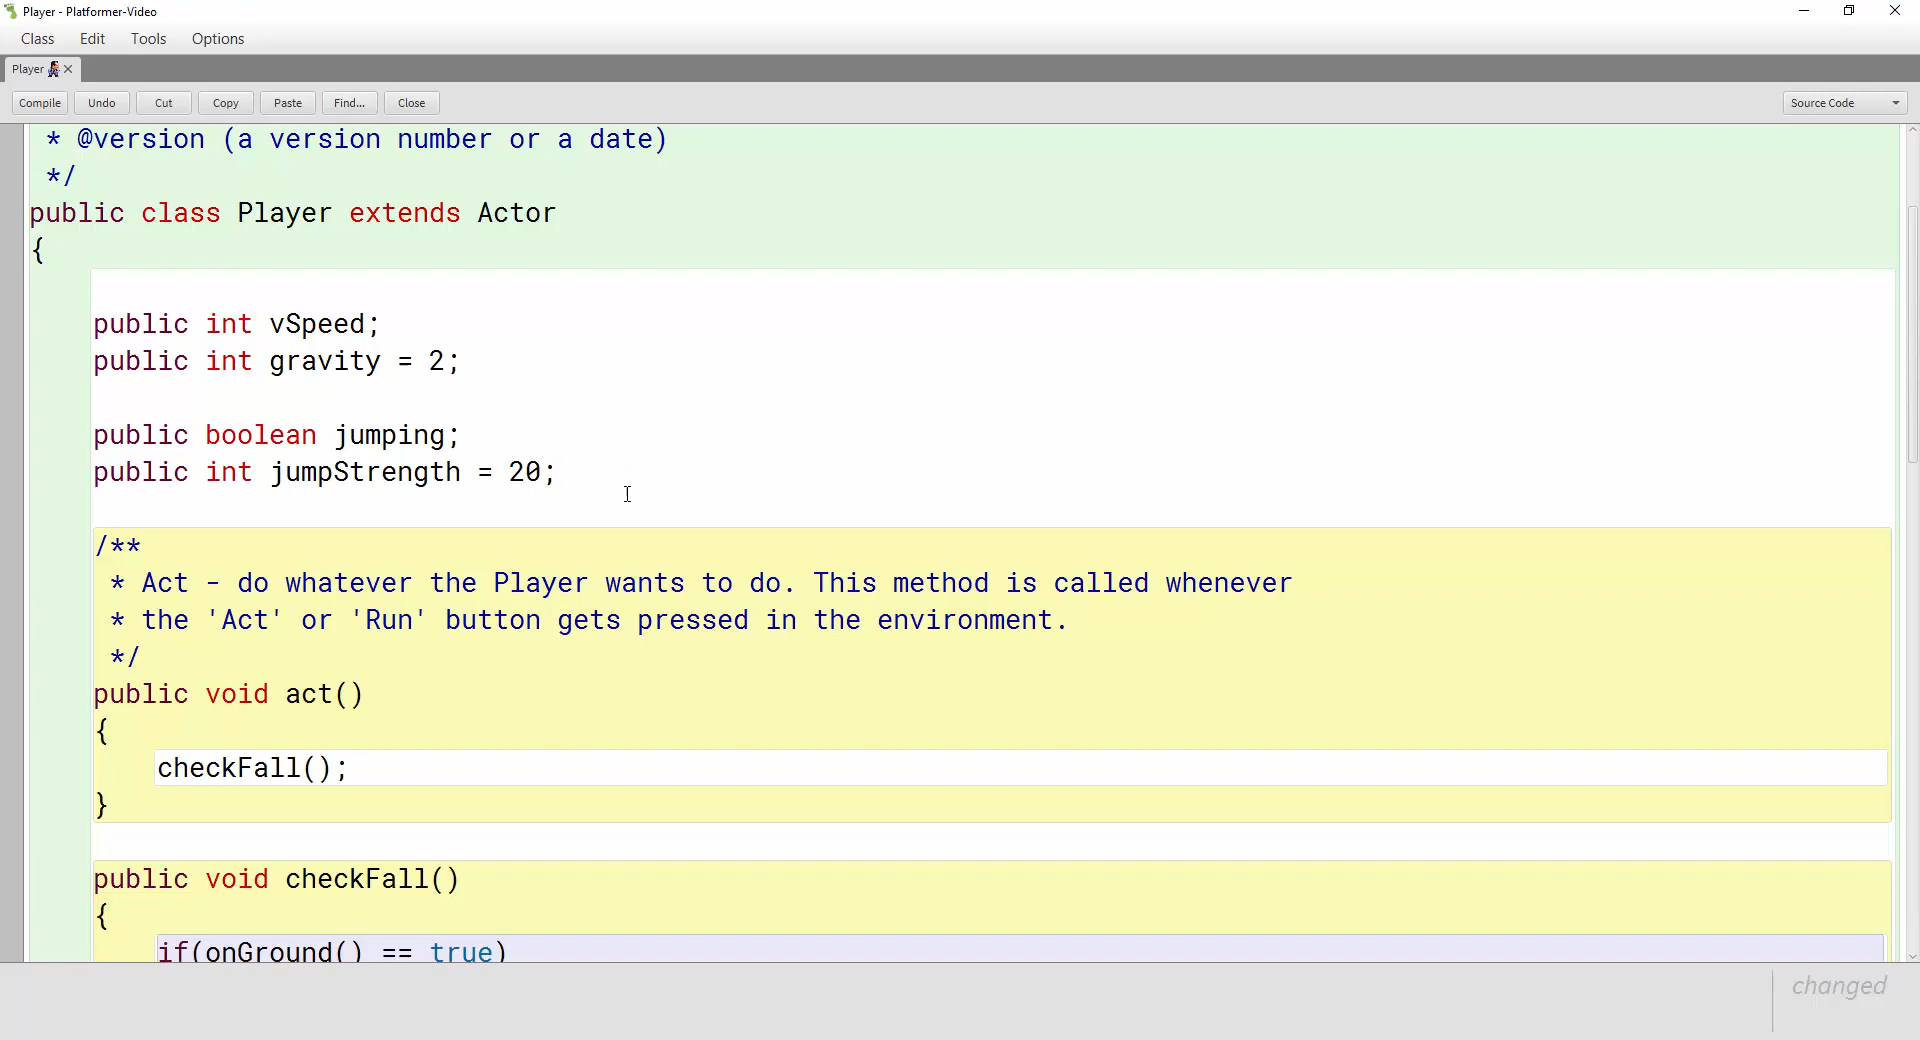 Player - Platformer-Video
Class Edit Tools Options
Player
Compile Undo Cut Copy Paste Find... Close Source Code
* @version (a version number or a date)
*/
public class Player extends Actor
{
public int vSpeed;
public int gravity = 2;
public boolean jumping;
public int jumpStrength = 20;
/**
* Act - do whatever the Player wants to do. This method is called whenever
* the 'Act' or 'Run' button gets pressed in the environment.
*/
public void act()
{
checkFall();
}
public void checkFall()
{
if(onGround() == true)
changed